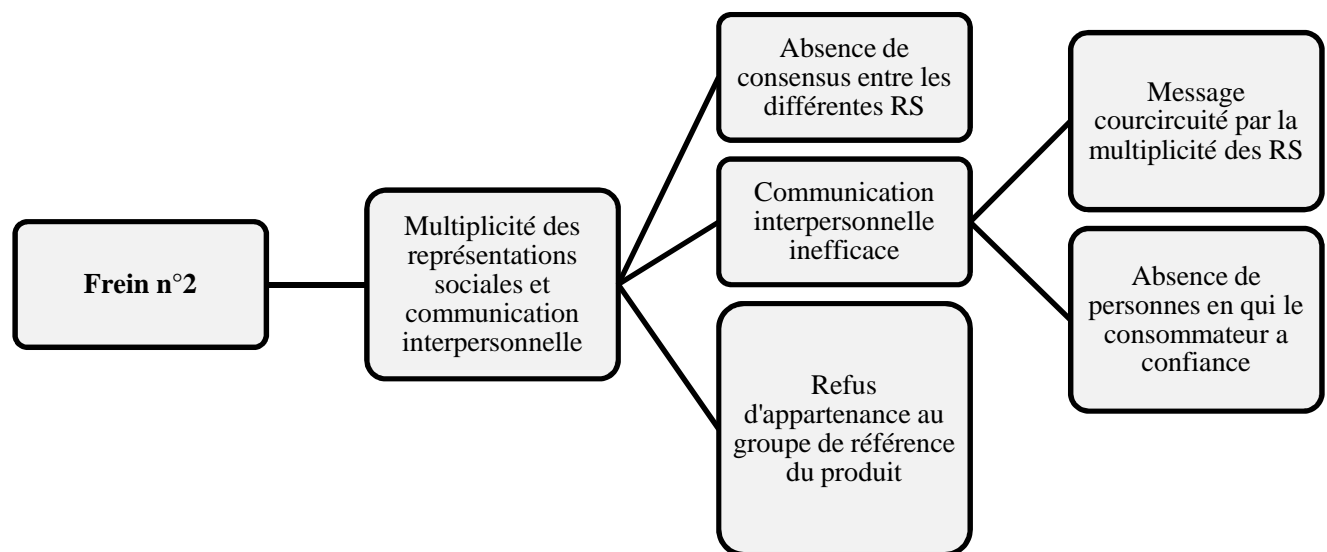 Frein n°2
Multiplicité des
représentations
sociales et
communication
interpersonnelle
Absence de
consensus entre les
différentes RS
Communication
interpersonnelle
inefficace
Refus
d'appartenance au
groupe de référence
du produit
Message
courcircuité par la
multiplicité des RS
Absence de
personnes en qui le
consommateur a
confiance